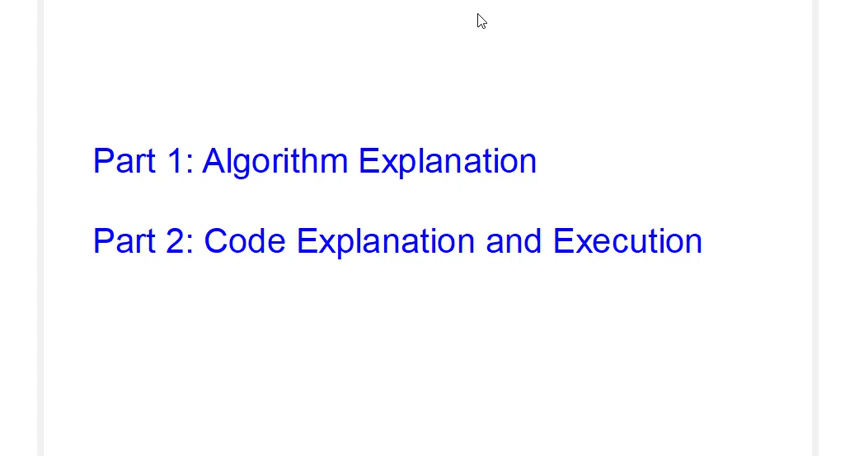 Part 1: Algorithm Explanation
Part 2: Code Explanation and Execution